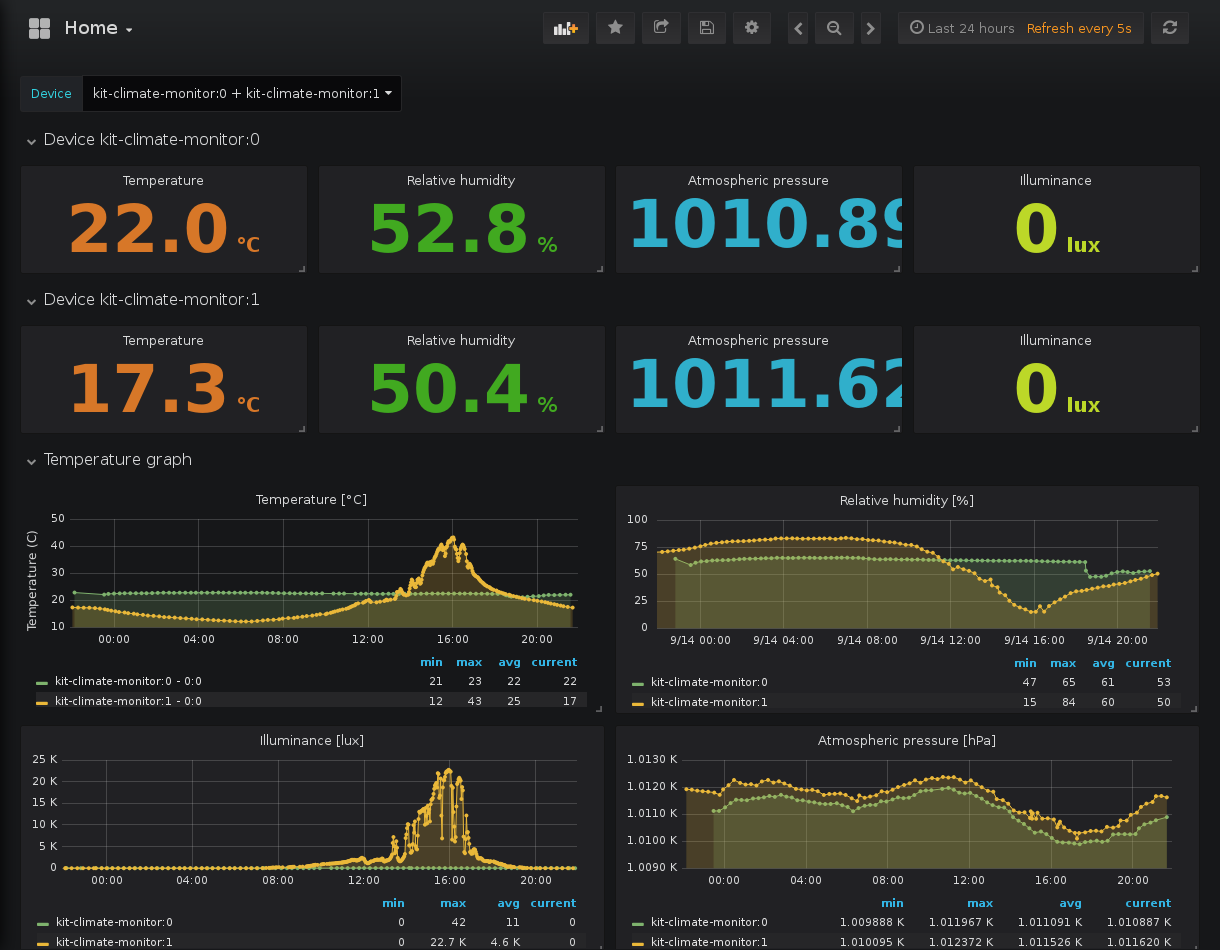 Home
Last 24 hours Refresh every 5s
Device kit-climate-monitor:0 + kit-climate-monitor:1
Device kit-climate-monitor:0
Temperature Relative humidity Atmospheric pressure Illuminance
22.0 °C 52.8 % 1010.89 0 lux
Device kit-climate-monitor:1
Temperature Relative humidity Atmospheric pressure Illuminance
17.3 °C 50.4 % 1011.62 0 lux
Temperature graph
Temperature [°C]
Temperature (C)
50
40
30
20
10
00:00 04:00 08:00 12:00 16:00 20:00
min max avg current
kit-climate-monitor:0 - 0:0 21 23 22 22
kit-climate-monitor:1 - 0:0 12 43 25 17
Relative humidity [%]
100
75
50
25
0
9/14 00:00 9/14 04:00 9/14 08:00 9/14 12:00 9/14 16:00 9/14 20:00
min max avg current
kit-climate-monitor:0 47 65 61 53
kit-climate-monitor:1 15 84 60 50
Illuminance [lux]
25 K
20 K
15 K
10 K
5 K
0
00:00 04:00 08:00 12:00 16:00 20:00
min max avg current
kit-climate-monitor:0 0 42 11 0
kit-climate-monitor:1 0 22.7 K 4.6 K 0
Atmospheric pressure [hPa]
1.0130 K
1.0120 K
1.0110 K
1.0100 K
1.0090 K
00:00 04:00 08:00 12:00 16:00 20:00
min max avg current
kit-climate-monitor:0 1.009888 K 1.011967 K 1.011091 K 1.010887 K
kit-climate-monitor:1 1.010095 K 1.012372 K 1.011526 K 1.011620 K